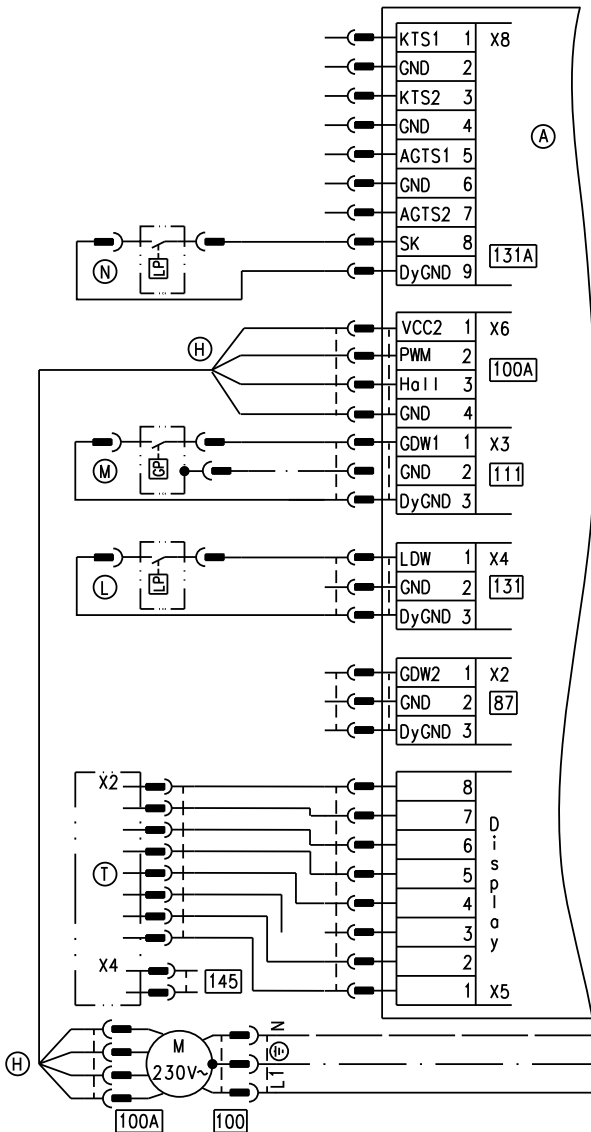 KTS1 1 X8
GND 2
KTS2 3
GND 4
A
AGTS1 5
GND 6
AGTS2 7
SK 8
131A
N LP
DyGND 9
VCC2 1 X6
H
PWM 2
100A
Hall 3
GND 4
GDW1 1 X3
M GP
GND 2 111
DyGND 3
LDW 1 X4
L LP
GND 2 131
DyGND 3
GDW2 1 X2
GND 2 87
DyGND 3
X2
8
7
6
5
T
4
3
2
Display
X4
145
1 X5
N
H
M
230V~
L1
100A
100